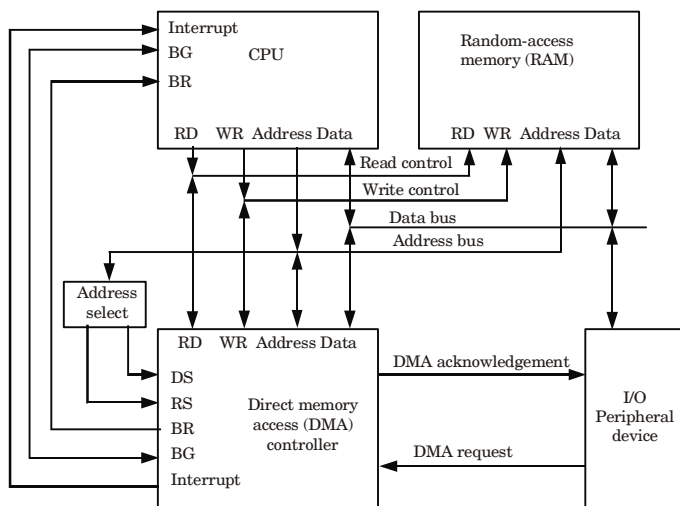 Interrupt
BG
CPU
BR
RD WR Address Data
Random-access
memory (RAM)
RD WR Address Data
Read control
Write control
Data bus
Address bus
Address
select
RD WR Address Data
DS
RS
BR
BG
Interrupt
Direct memory
access (DMA)
controller
DMA acknowledgement
DMA request
I/O
Peripheral
device